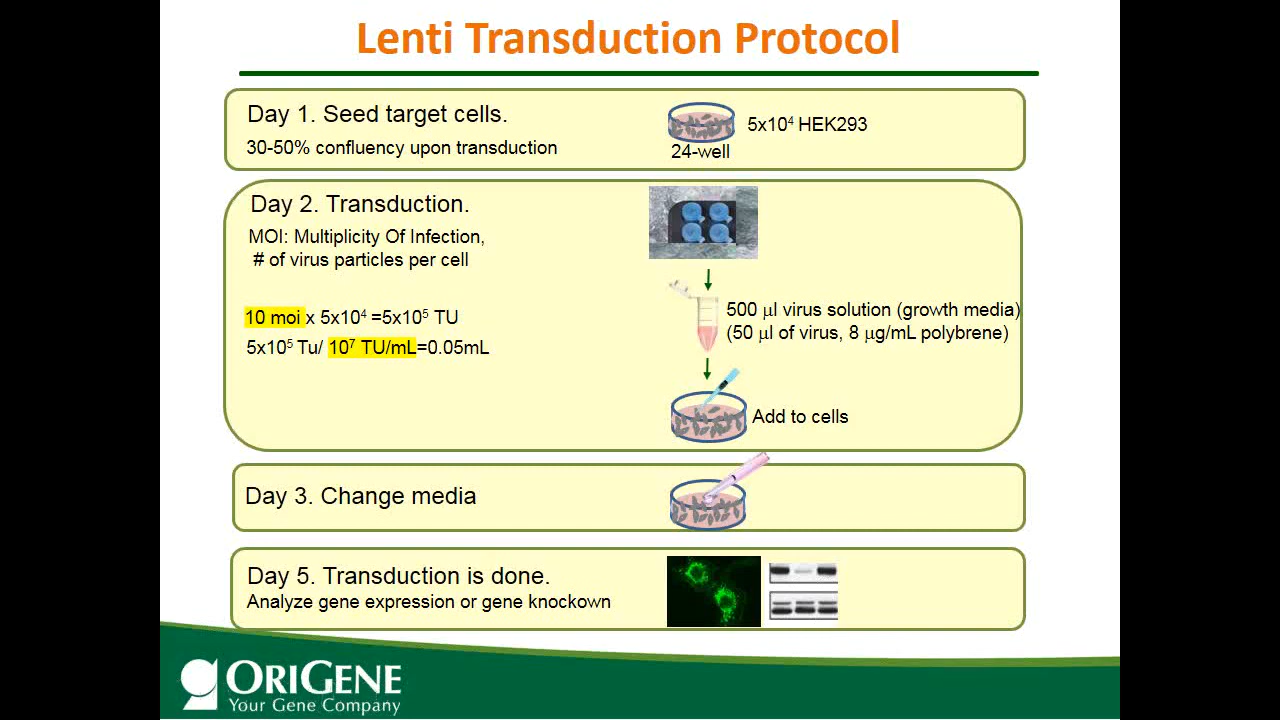 Lenti Transduction Protocol
Day 1. Seed target cells.
30-50% confluency upon transduction
5x10⁴ HEK293
24-well
Day 2. Transduction.
MOI: Multiplicity Of Infection,
# of virus particles per cell
10 moi x 5x10⁴ =5x10⁵ TU
5x10⁵ Tu/ 10⁷ TU/mL=0.05mL
500 μl virus solution (growth media)
(50 μl of virus, 8 μg/mL polybrene)
Add to cells
Day 3. Change media
Day 5. Transduction is done.
Analyze gene expression or gene knockown
ORIGENE
Your Gene Company